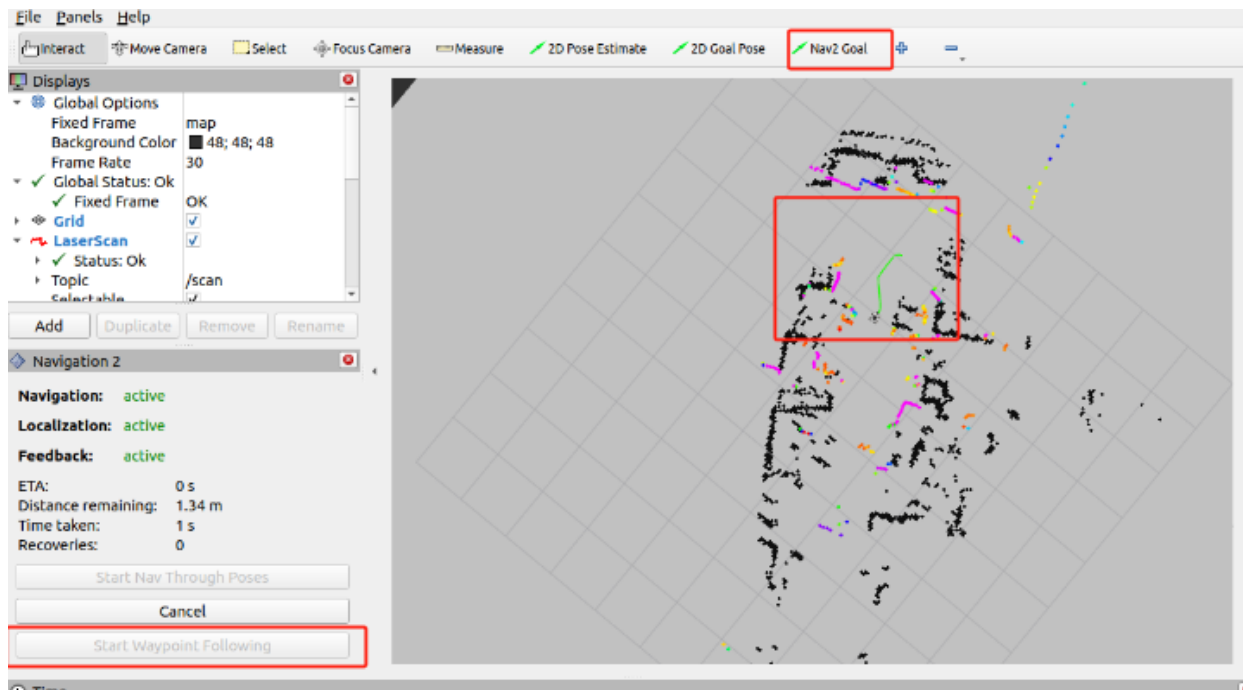 File Panels Help
Interact Move Camera Select Focus Camera Measure 2D Pose Estimate 2D Goal Pose Nav2 Goal
Displays
Global Options
Fixed Frame map
Background Color 48; 48; 48
Frame Rate 30
Global Status: Ok
Fixed Frame OK
Grid
LaserScan
Status: Ok
Topic /scan
Selectable
Add Duplicate Remove Rename
Navigation 2
Navigation: active
Localization: active
Feedback: active
ETA: 0 s
Distance remaining: 1.34 m
Time taken: 1 s
Recoveries: 0
Start Nav Through Poses
Cancel
Start Waypoint Following
Time